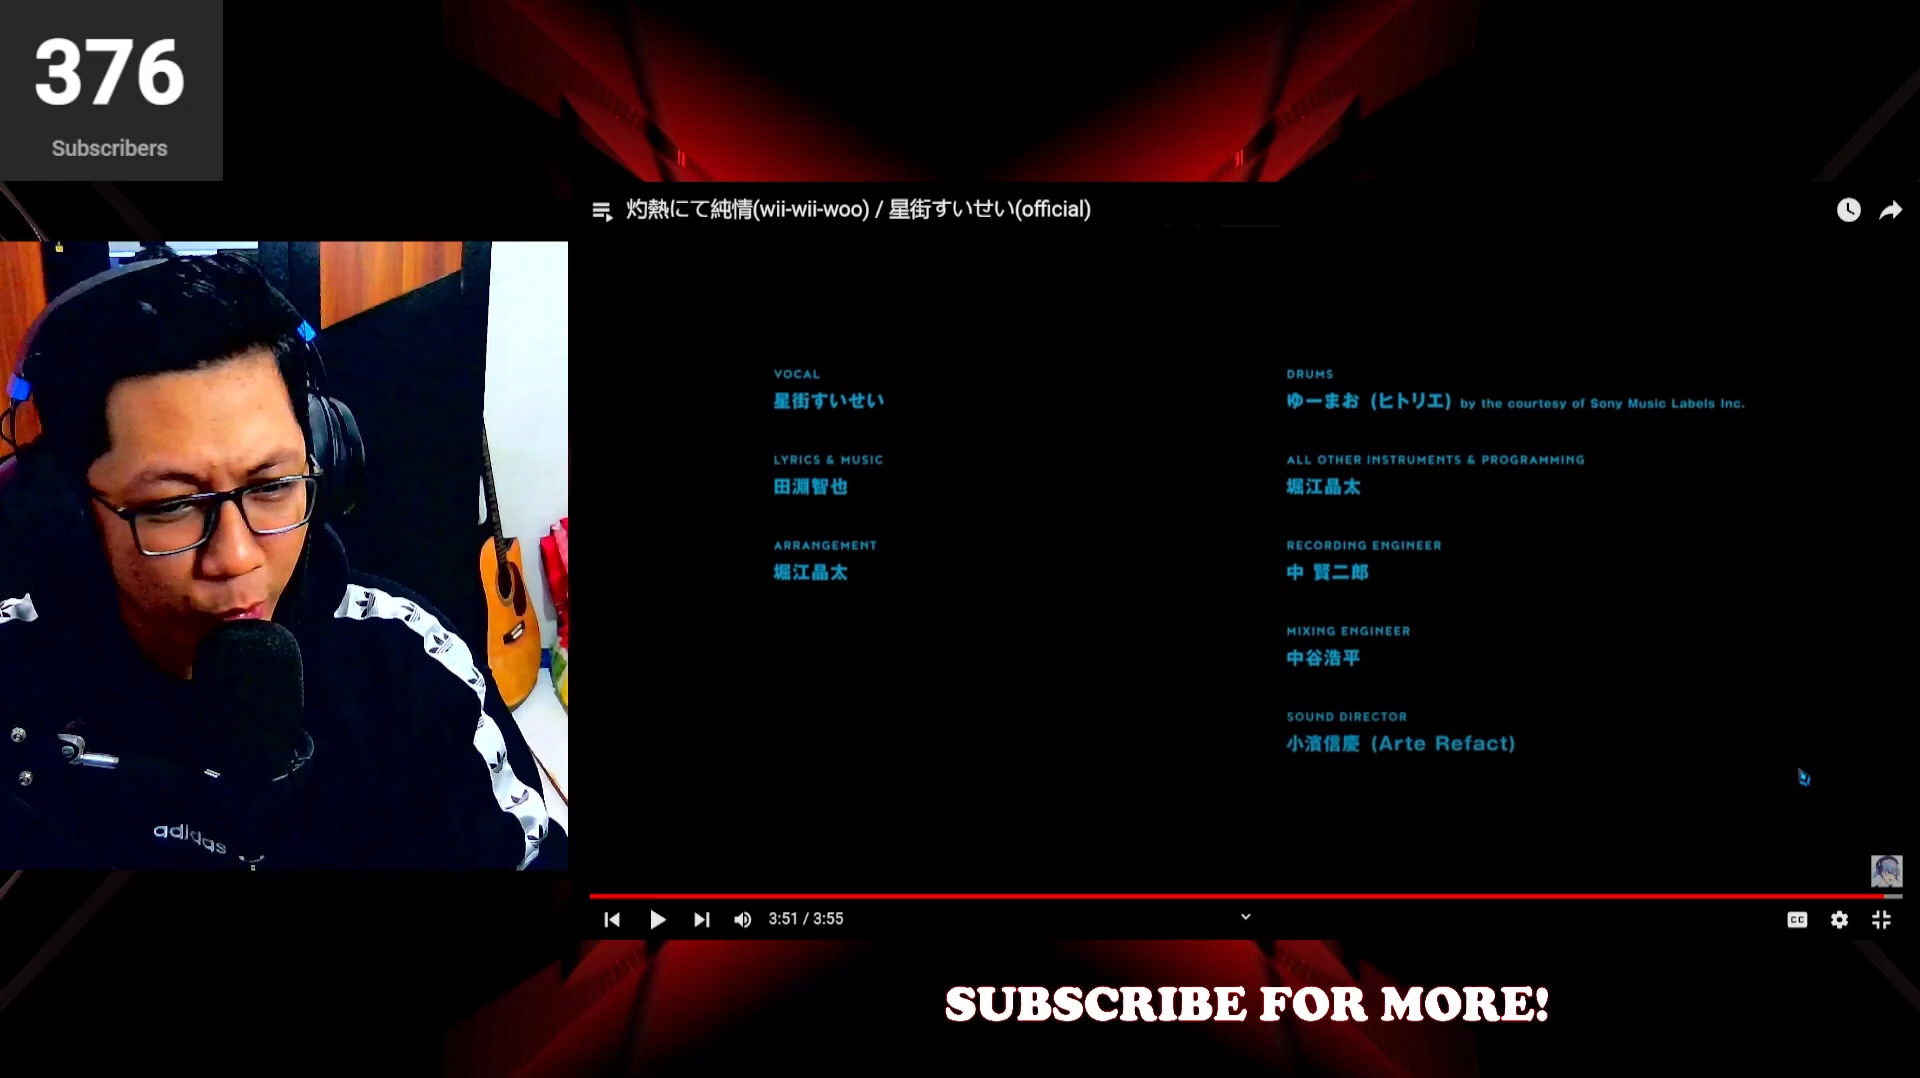 376
Subscribers
灼熱にて純情(wii-wii-woo) / 星街すいせい(official)
VOCAL
星街すいせい
LYRICS & MUSIC
田淵智也
ARRANGEMENT
堀江晶太
DRUMS
ゆーまお (ヒトリエ) by the courtesy of Sony Music Labels Inc.
ALL OTHER INSTRUMENTS & PROGRAMMING
堀江晶太
RECORDING ENGINEER
中 賢二郎
MIXING ENGINEER
中谷浩平
SOUND DIRECTOR
小濱信慶 (Arte Refact)
adidas
3:51 / 3:55
CC
SUBSCRIBE FOR MORE!